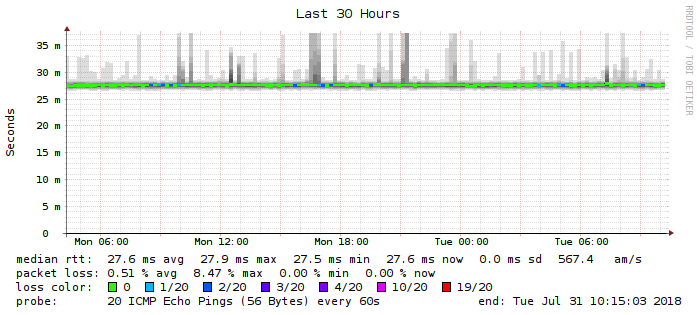 Last 30 Hours
RRDTOOL / TOBI OETIKER
Seconds
35 m
30 m
25 m
20 m
15 m
10 m
5 m
0
Mon 06:00 Mon 12:00 Mon 18:00 Tue 00:00 Tue 06:00
median rtt: 27.6 ms avg 27.9 ms max 27.5 ms min 27.6 ms now 0.0 ms sd 567.4 am/s
packet loss: 0.51 % avg 8.47 % max 0.00 % min 0.00 % now
loss color: 0 1/20 2/20 3/20 4/20 10/20 19/20
probe: 20 ICMP Echo Pings (56 Bytes) every 60s end: Tue Jul 31 10:15:03 2018